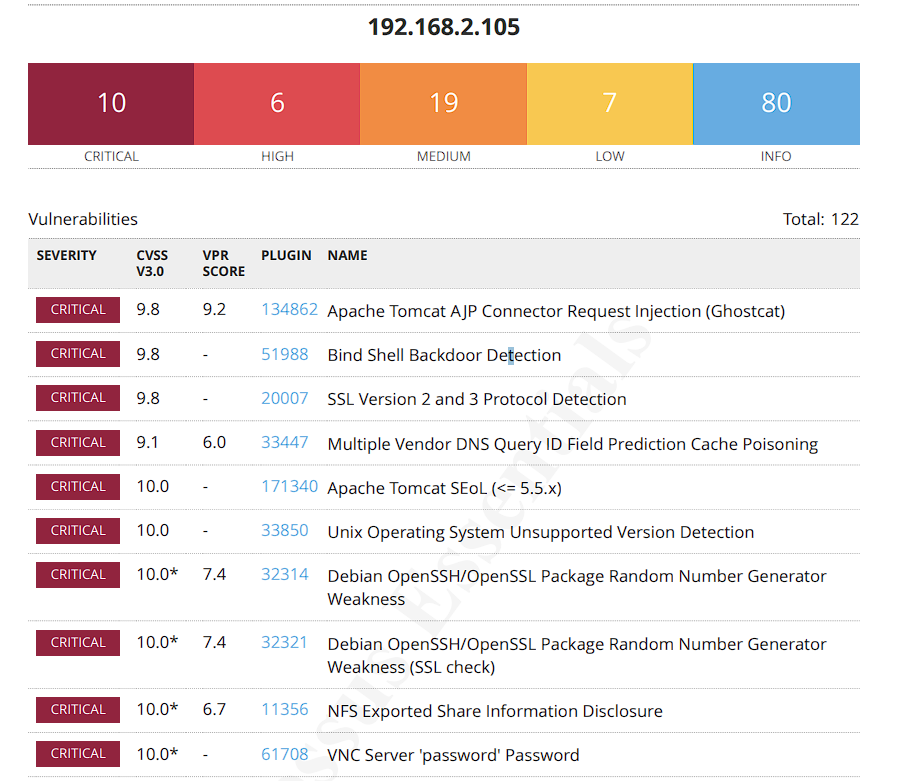 192.168.2.105
10 6 19 7 80
CRITICAL HIGH MEDIUM LOW INFO
Vulnerabilities Total: 122
SEVERITY CVSS V3.0 VPR SCORE PLUGIN NAME
CRITICAL 9.8 9.2 134862 Apache Tomcat AJP Connector Request Injection (Ghostcat)
CRITICAL 9.8 - 51988 Bind Shell Backdoor Detection
CRITICAL 9.8 - 20007 SSL Version 2 and 3 Protocol Detection
CRITICAL 9.1 6.0 33447 Multiple Vendor DNS Query ID Field Prediction Cache Poisoning
CRITICAL 10.0 - 171340 Apache Tomcat SEoL (<= 5.5.x)
CRITICAL 10.0 - 33850 Unix Operating System Unsupported Version Detection
CRITICAL 10.0* 7.4 32314 Debian OpenSSH/OpenSSL Package Random Number Generator
Weakness
CRITICAL 10.0* 7.4 32321 Debian OpenSSH/OpenSSL Package Random Number Generator
Weakness (SSL check)
CRITICAL 10.0* 6.7 11356 NFS Exported Share Information Disclosure
CRITICAL 10.0* - 61708 VNC Server 'password' Password